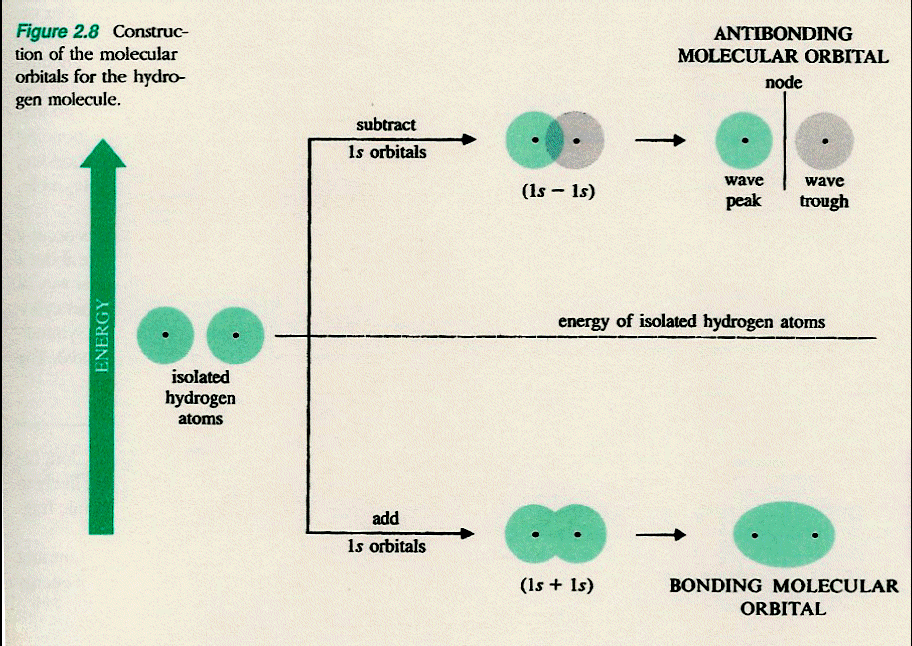 Figure 2.8 Construc-
tion of the molecular
orbitals for the hydro-
gen molecule.
ANTIBONDING
MOLECULAR ORBITAL
node
subtract
1s orbitals
(1s − 1s)
wave
peak
wave
trough
ENERGY
energy of isolated hydrogen atoms
isolated
hydrogen
atoms
add
1s orbitals
(1s + 1s)
BONDING MOLECULAR
ORBITAL